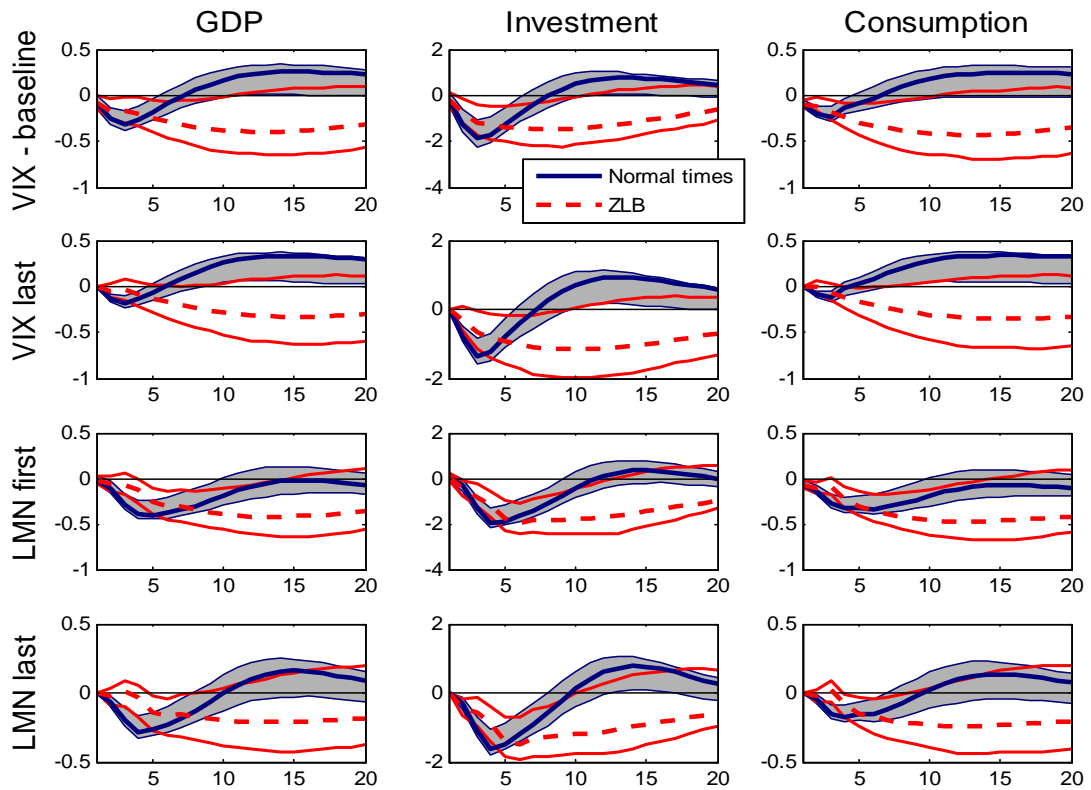 GDP Investment Consumption
VIX - baseline
0.5 0 -0.5 -1
5 10 15 20
2 0 -2 -4
5 10 15 20
0.5 0 -0.5 -1
5 10 15 20
Normal times
ZLB
VIX last
0.5 0 -0.5 -1
5 10 15 20
2 0 -2
5 10 15 20
0.5 0 -0.5 -1
5 10 15 20
LMN first
0.5 0 -0.5 -1
5 10 15 20
2 0 -2 -4
5 10 15 20
0.5 0 -0.5 -1
5 10 15 20
LMN last
0.5 0 -0.5
5 10 15 20
2 0 -2
5 10 15 20
0.5 0 -0.5
5 10 15 20